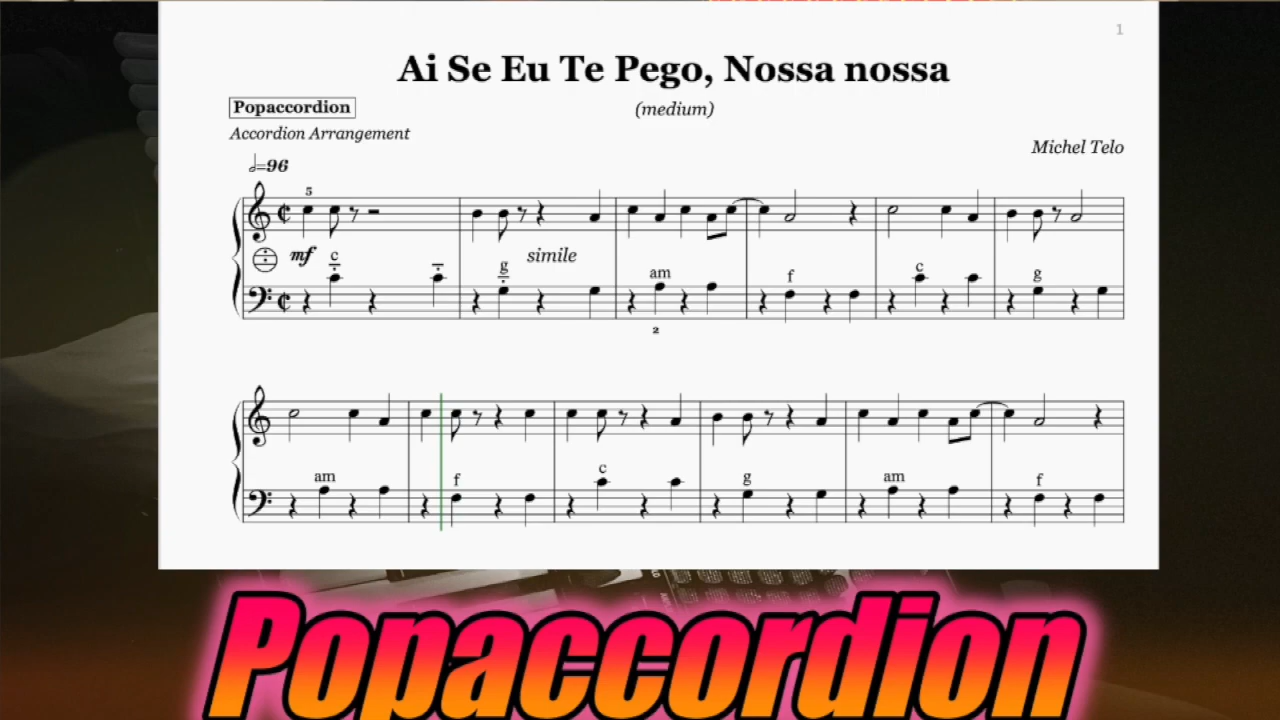 1
Ai Se Eu Te Pego, Nossa nossa
Popaccordion
(medium)
Accordion Arrangement
Michel Telo
=96
5
mf c
g simile
am f c g
2
am f c g am f
Popaccordion